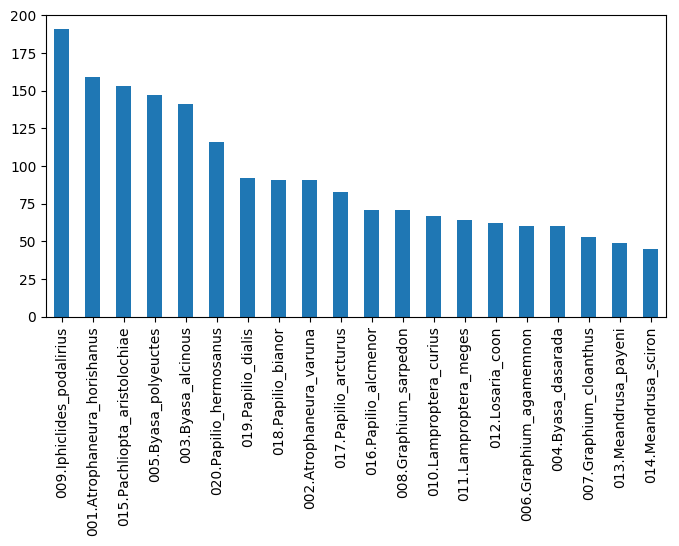 200
175
150
125
100
75
50
25
0
009.Iphiclides_podalirius
001.Atrophaneura_horishanus
015.Pachliopta_aristolochiae
005.Byasa_polyeuctes
003.Byasa_alcinous
020.Papilio_hermosanus
019.Papilio_dialis
018.Papilio_bianor
002.Atrophaneura_varuna
017.Papilio_arcturus
016.Papilio_alcmenor
008.Graphium_sarpedon
010.Lamproptera_curius
011.Lamproptera_meges
012.Losaria_coon
006.Graphium_agamemnon
004.Byasa_dasarada
007.Graphium_cloanthus
013.Meandrusa_payeni
014.Meandrusa_sciron